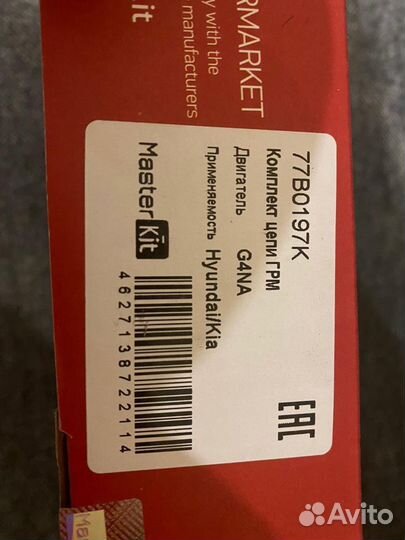 RMARKET
y with the
manufacturers
it
77B0197K
Комплект цепи ГРМ
Двигатель G4NA
Применяемость Hyundai/Kia
Master Kit
4627138722114
EAC
Avito